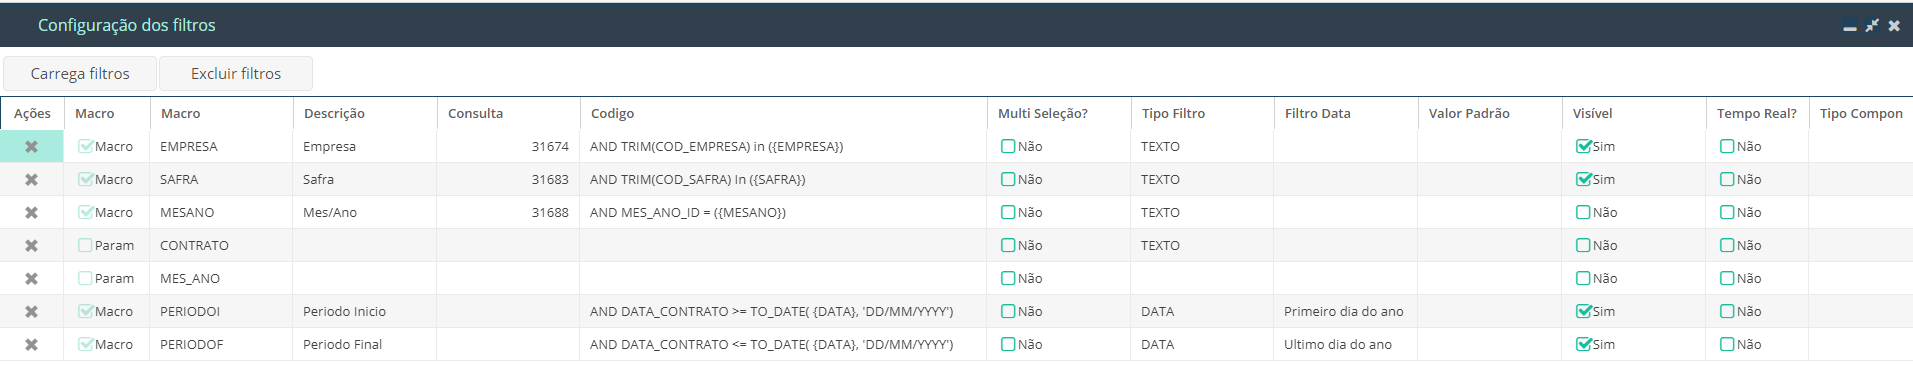 Configuração dos filtros
Carrega filtros Excluir filtros
Ações Macro Macro Descrição Consulta Codigo Multi Seleção? Tipo Filtro Filtro Data Valor Padrão Visível Tempo Real? Tipo Compon
Macro EMPRESA Empresa 31674 AND TRIM(COD_EMPRESA) in ({EMPRESA}) Não TEXTO Sim Não
Macro SAFRA Safra 31683 AND TRIM(COD_SAFRA) In ({SAFRA}) Não TEXTO Sim Não
Macro MESANO Mes/Ano 31688 AND MES_ANO_ID = ({MESANO}) Não TEXTO Não Não
Param CONTRATO Não TEXTO Não Não
Param MES_ANO Não Não Não
Macro PERIODOI Periodo Inicio AND DATA_CONTRATO >= TO_DATE( {DATA}, 'DD/MM/YYYY') Não DATA Primeiro dia do ano Sim Não
Macro PERIODOF Periodo Final AND DATA_CONTRATO <= TO_DATE( {DATA}, 'DD/MM/YYYY') Não DATA Ultimo dia do ano Sim Não